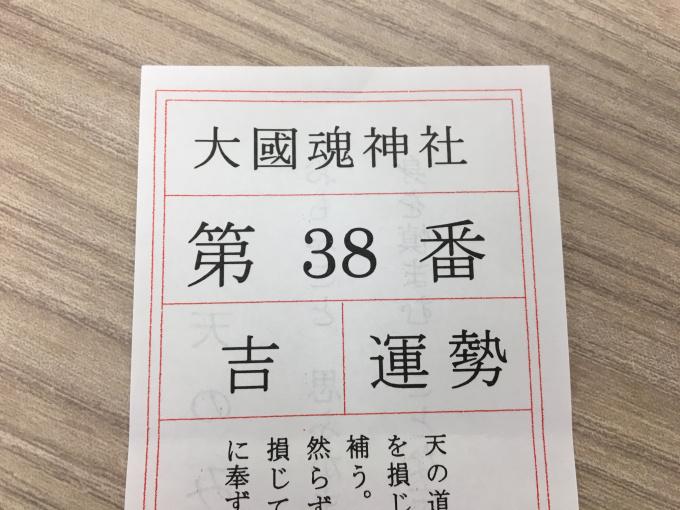 大國魂神社
第 38 番
運勢
吉
天の道
を損じ
補う。
然らず
損じて
に奉ず